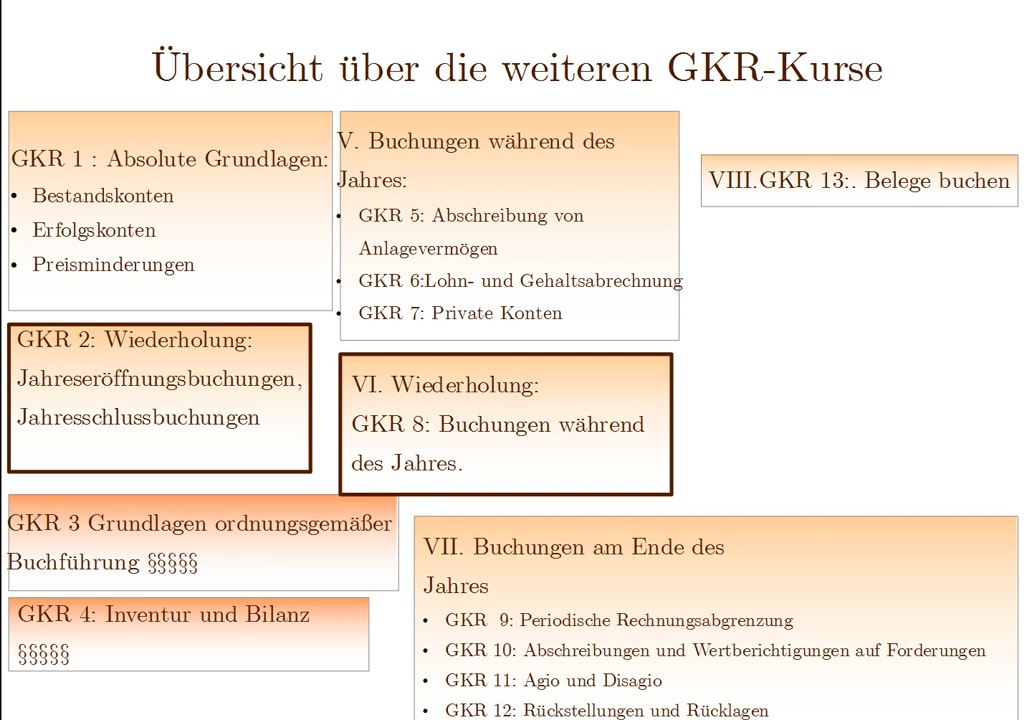 Übersicht über die weiteren GKR-Kurse
GKR 1 : Absolute Grundlagen:
• Bestandskonten
• Erfolgskonten
• Preisminderungen
GKR 2: Wiederholung:
Jahreseröffnungsbuchungen,
Jahresschlussbuchungen
GKR 3 Grundlagen ordnungsgemäßer
Buchführung §§§§§
GKR 4: Inventur und Bilanz
§§§§§
V. Buchungen während des
Jahres:
• GKR 5: Abschreibung von
Anlagevermögen
• GKR 6:Lohn- und Gehaltsabrechnung
• GKR 7: Private Konten
VI. Wiederholung:
GKR 8: Buchungen während
des Jahres.
VII. Buchungen am Ende des
Jahres
• GKR 9: Periodische Rechnungsabgrenzung
• GKR 10: Abschreibungen und Wertberichtigungen auf Forderungen
• GKR 11: Agio und Disagio
• GKR 12: Rückstellungen und Rücklagen
VIII.GKR 13:. Belege buchen